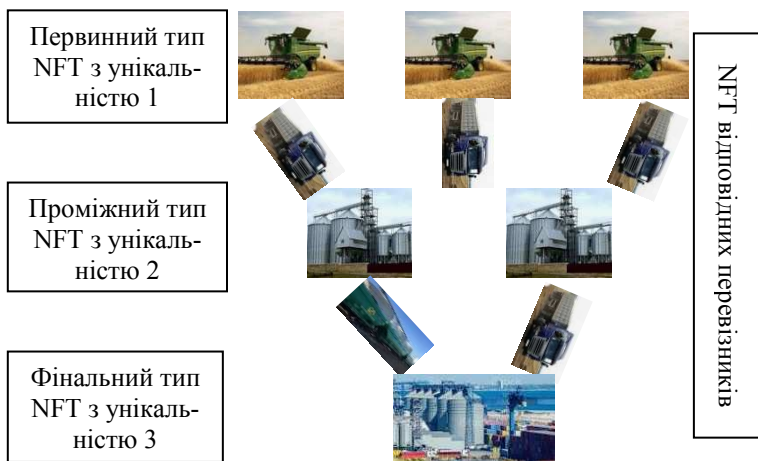 Первинний тип
NFT з унікаль-
ністю 1
Проміжний тип
NFT з унікаль-
ністю 2
Фінальний тип
NFT з унікаль-
ністю 3
NFT відповідних перевізників